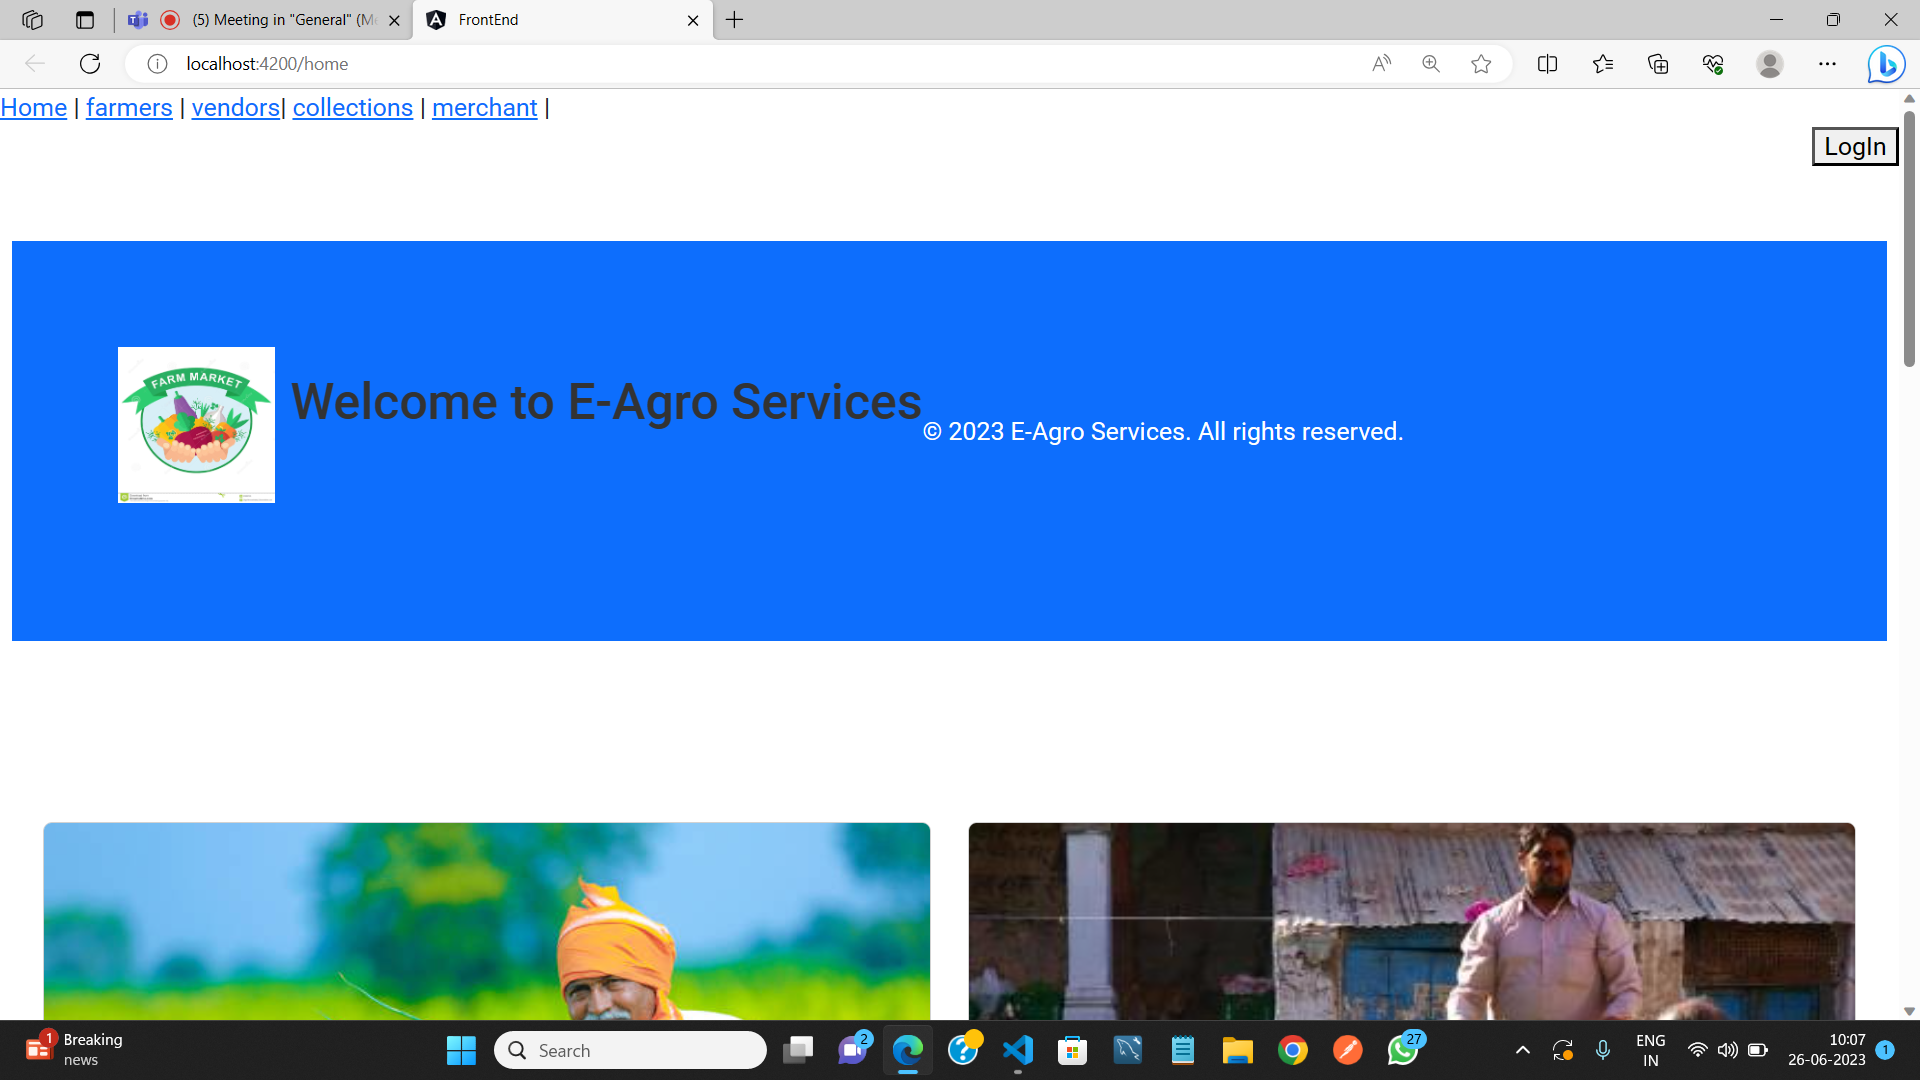 (5) Meeting in "General" (Me
FrontEnd
localhost:4200/home
Home | farmers | vendors| collections | merchant |
LogIn
FARM MARKET
Welcome to E-Agro Services
© 2023 E-Agro Services. All rights reserved.
1
Breaking
news
Search
2
27
ENG
IN
10:07
26-06-2023
1